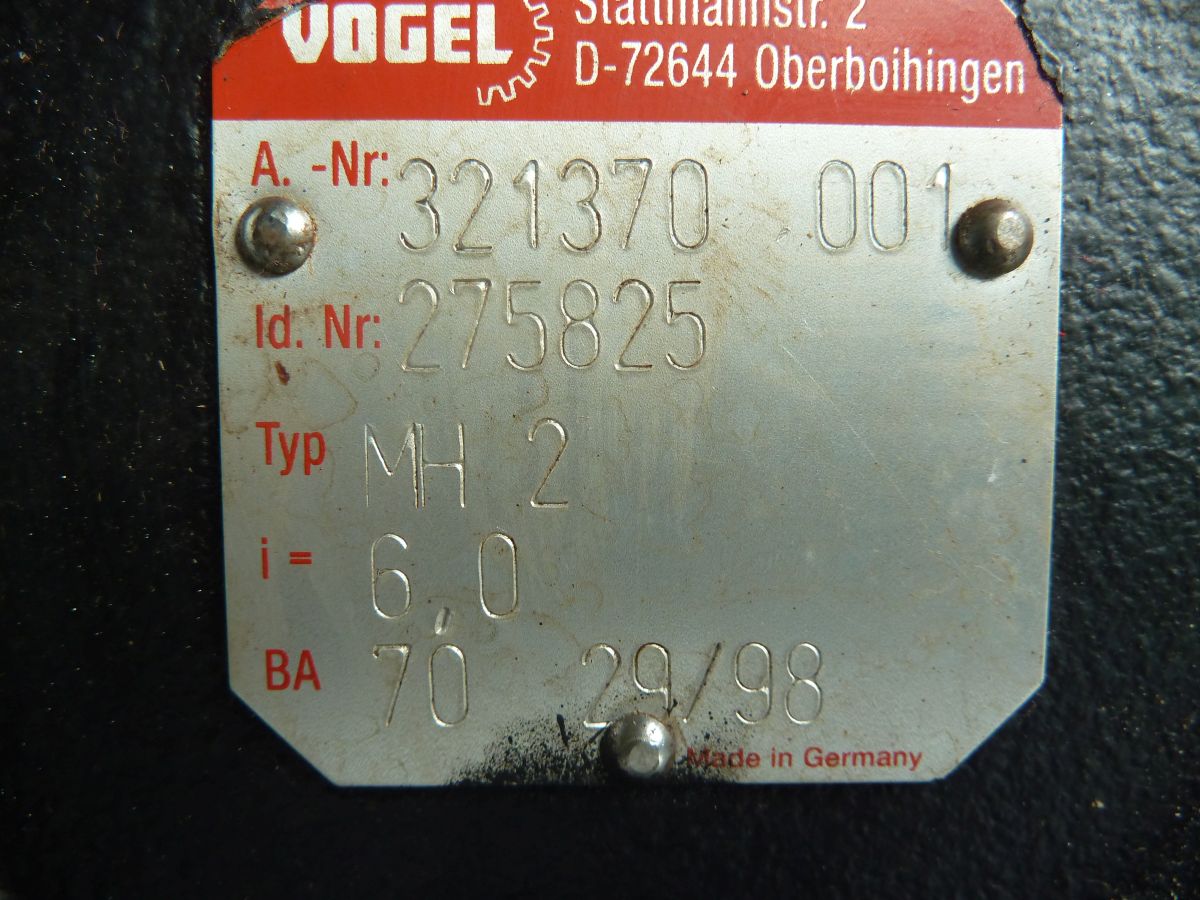 VOGEL
Stattmannstr. 2
D-72644 Oberboihingen
A. -Nr: 321370 001
Id. Nr: 275825
Typ MH 2
i = 6,0
BA 70 29/98
Made in Germany